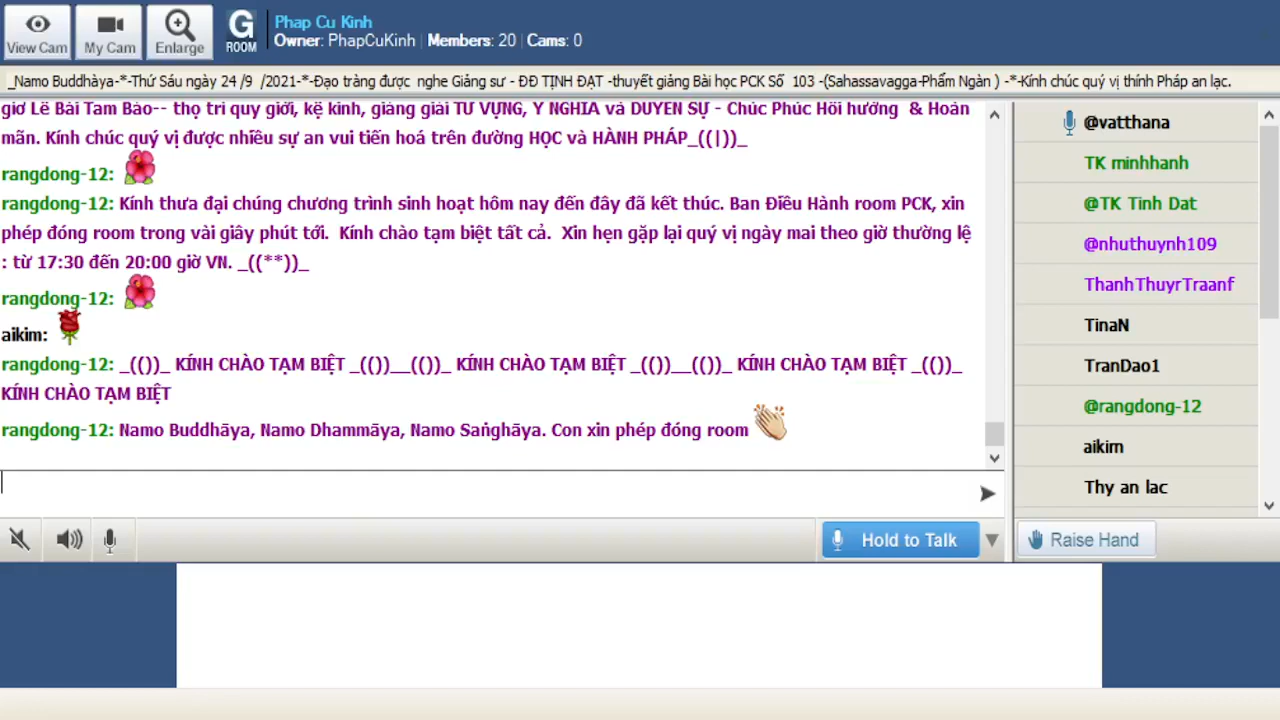 View Cam
My Cam
Enlarge
G
ROOM
Phap Cu Kinh
Owner: PhapCuKinh | Members: 20 | Cams: 0
_Namo Buddhàya-*-Thứ Sáu ngày 24 /9 /2021-*-Đạo tràng được nghe Giảng sư - ĐĐ TỊNH ĐẠT -thuyết giảng Bài học PCK Số 103 -(Sahassavagga-Phẩm Ngàn ) -*-Kính chúc quý vị thính Pháp an lạc.
giờ Lễ Bái Tam Bảo-- thọ trì quy giới, kệ kinh, giảng giải TỪ VỰNG, Ý NGHĨA và DUYÊN SỰ - Chúc Phúc Hồi hướng & Hoàn
mãn. Kính chúc quý vị được nhiều sự an vui tiến hoá trên đường HỌC và HÀNH PHÁP_((|))_
rangdong-12:
rangdong-12: Kính thưa đại chúng chương trình sinh hoạt hôm nay đến đây đã kết thúc. Ban Điều Hành room PCK, xin
phép đóng room trong vài giây phút tới. Kính chào tạm biệt tất cả. Xin hẹn gặp lại quý vị ngày mai theo giờ thường lệ
: từ 17:30 đến 20:00 giờ VN. _((**))_
rangdong-12:
aikim:
rangdong-12: _(())_ KÍNH CHÀO TẠM BIỆT _(())__(())_ KÍNH CHÀO TẠM BIỆT _(())__(())_ KÍNH CHÀO TẠM BIỆT _(())_
KÍNH CHÀO TẠM BIỆT
rangdong-12: Namo Buddhāya, Namo Dhammāya, Namo Saṅghāya. Con xin phép đóng room
Hold to Talk
@vatthana
TK minhhanh
@TK Tinh Dat
@nhuthuynh109
ThanhThuyrTraanf
TinaN
TranDao1
@rangdong-12
aikim
Thy an lac
Raise Hand